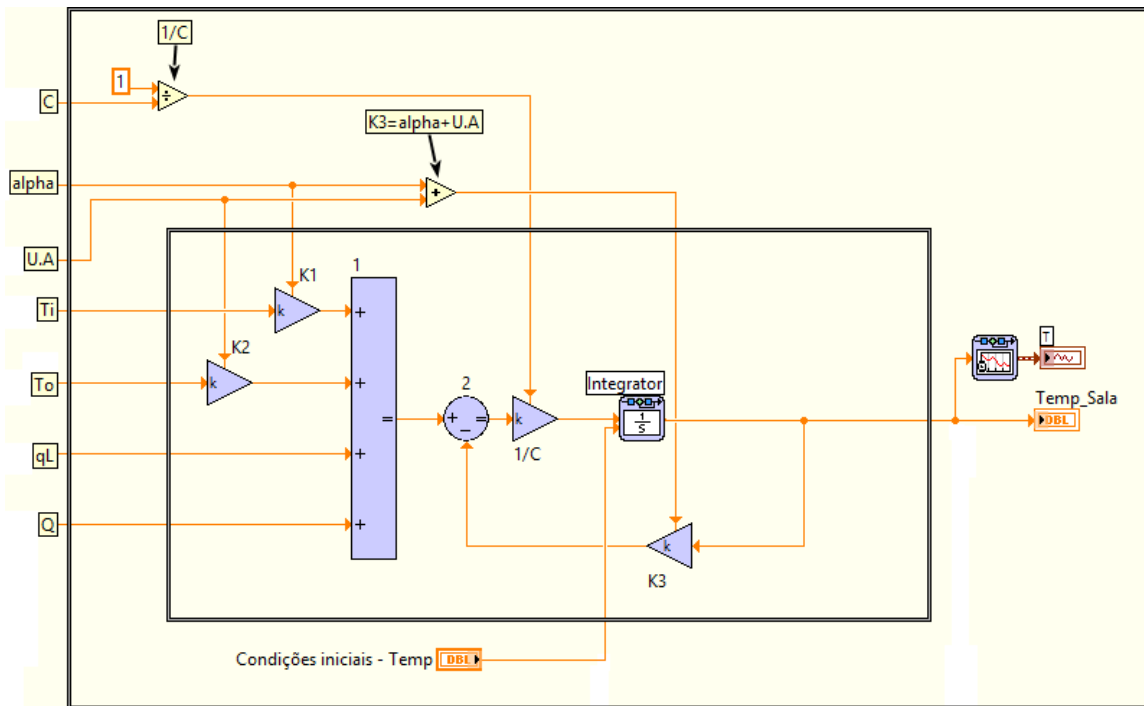 1/C
1
÷
C
K3=alpha+U.A
alpha
+
U.A
K1
1
Ti
k
+
K2
To
k
+
2
Integrator
T
Temp_Sala
=
+
=
k
1
S
DBL
−
1/C
qL
+
Q
+
k
K3
Condições iniciais - Temp
DBL